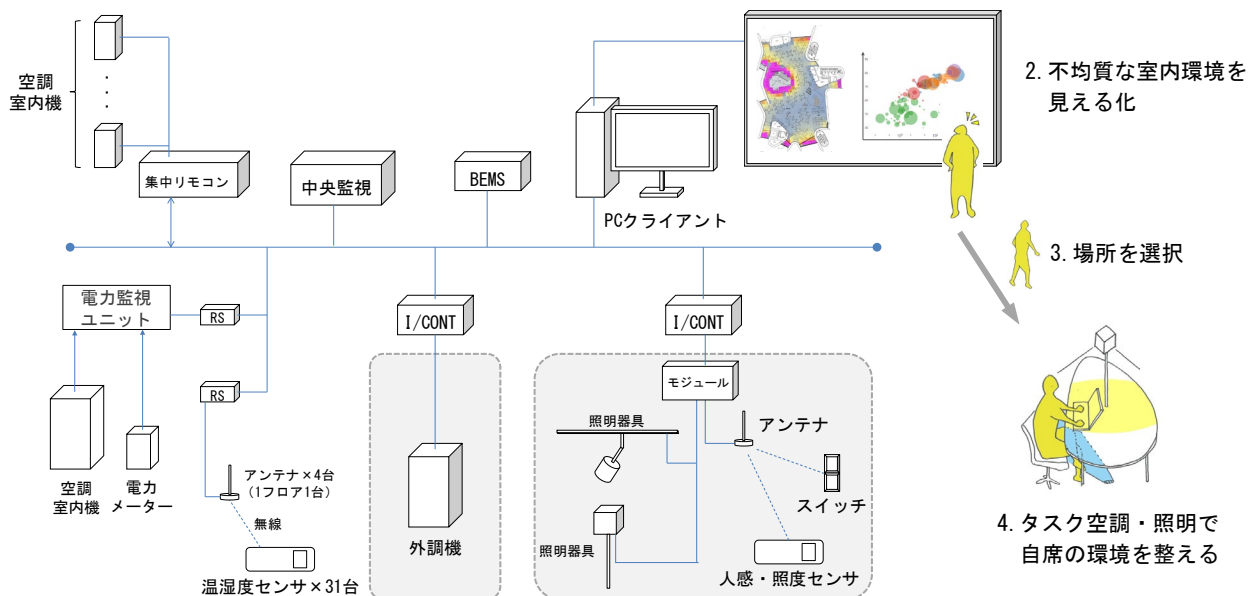 空調
室内機
集中リモコン
中央監視
BEMS
PCクライアント
2. 不均質な室内環境を
見える化
3. 場所を選択
電力監視
ユニット
RS
I/CONT
I/CONT
RS
モジュール
照明器具
アンテナ
アンテナ×4台
(1フロア1台)
スイッチ
空調
室内機
電力
メーター
無線
外調機
照明器具
温湿度センサ×31台
人感・照度センサ
4. タスク空調・照明で
自席の環境を整える